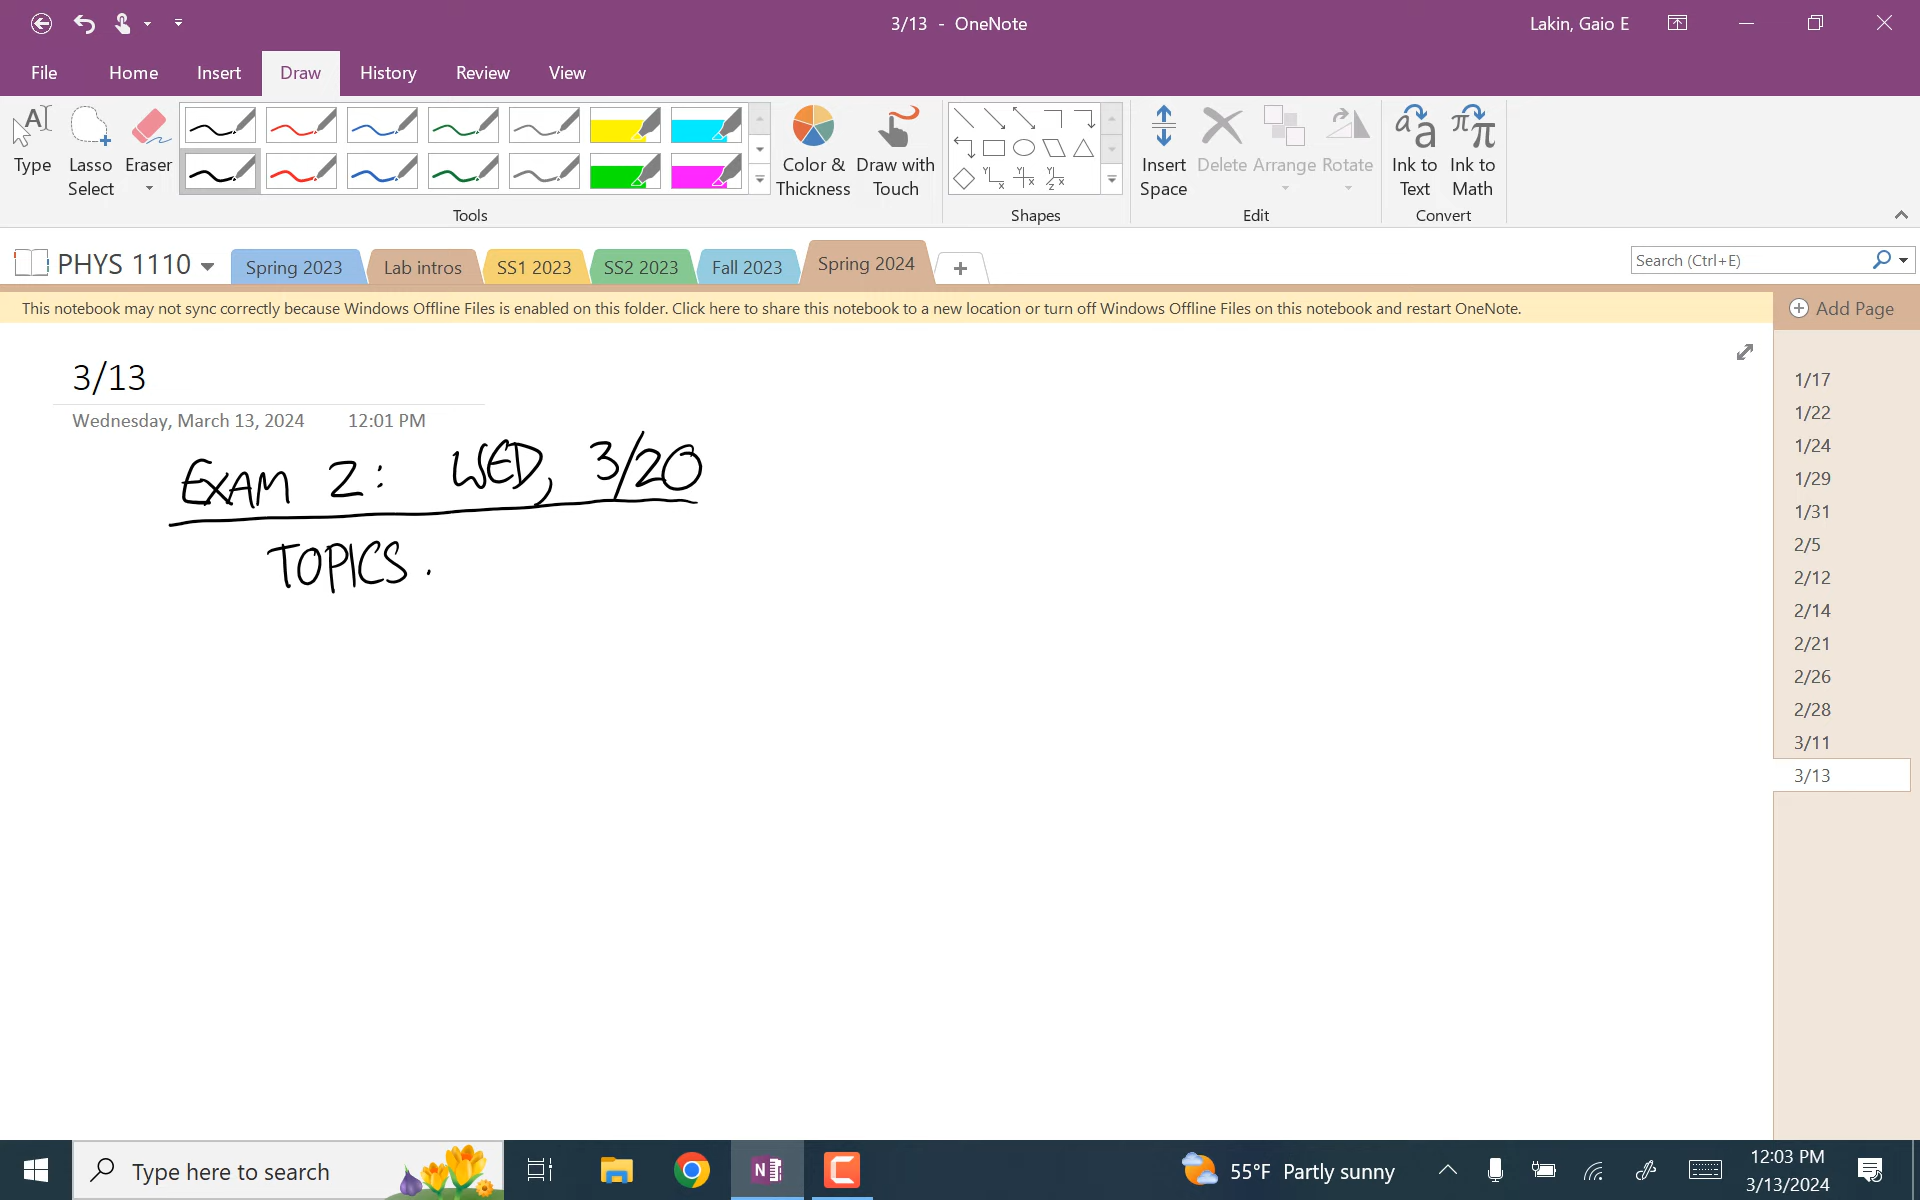 3/13 - OneNote
Lakin, Gaio E
File Home Insert Draw History Review View
Type
Lasso Select
Eraser
Color & Thickness
Draw with Touch
Insert Space
Delete
Arrange
Rotate
Ink to Text
Ink to Math
Tools
Shapes
Edit
Convert
PHYS 1110
Spring 2023
Lab intros
SS1 2023
SS2 2023
Fall 2023
Spring 2024
Search (Ctrl+E)
This notebook may not sync correctly because Windows Offline Files is enabled on this folder. Click here to share this notebook to a new location or turn off Windows Offline Files on this notebook and restart OneNote.
Add Page
3/13
Wednesday, March 13, 2024 12:01 PM
EXAM 2: WED, 3/20
TOPICS .
1/17
1/22
1/24
1/29
1/31
2/5
2/12
2/14
2/21
2/26
2/28
3/11
3/13
Type here to search
55°F Partly sunny
12:03 PM
3/13/2024